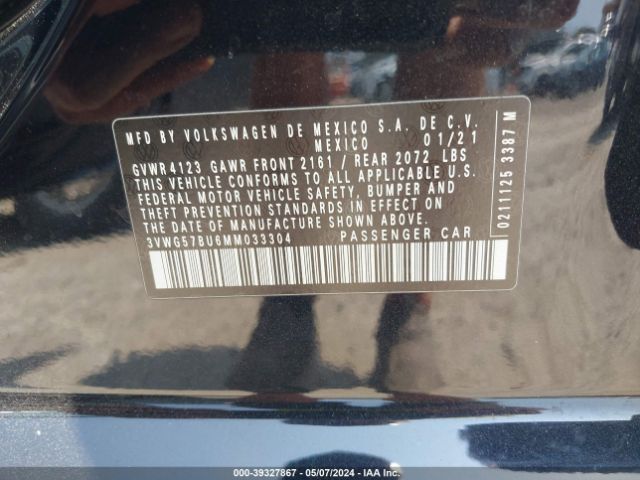 MFD BY VOLKSWAGEN DE MEXICO S.A. DE C.V.
MEXICO 01/21
GVWR 4123 GAWR FRONT 2161 / REAR 2072 LBS
THIS VEHICLE CONFORMS TO ALL APPLICABLE U.S.
FEDERAL MOTOR VEHICLE SAFETY, BUMPER AND
THEFT PREVENTION STANDARDS IN EFFECT ON
THE DATE OF MANUFACTURE SHOWN ABOVE.
3VWG57BU6MM033304 PASSENGER CAR
0211125 3387 M
000-39327867 - 05/07/2024 - IAA Inc.